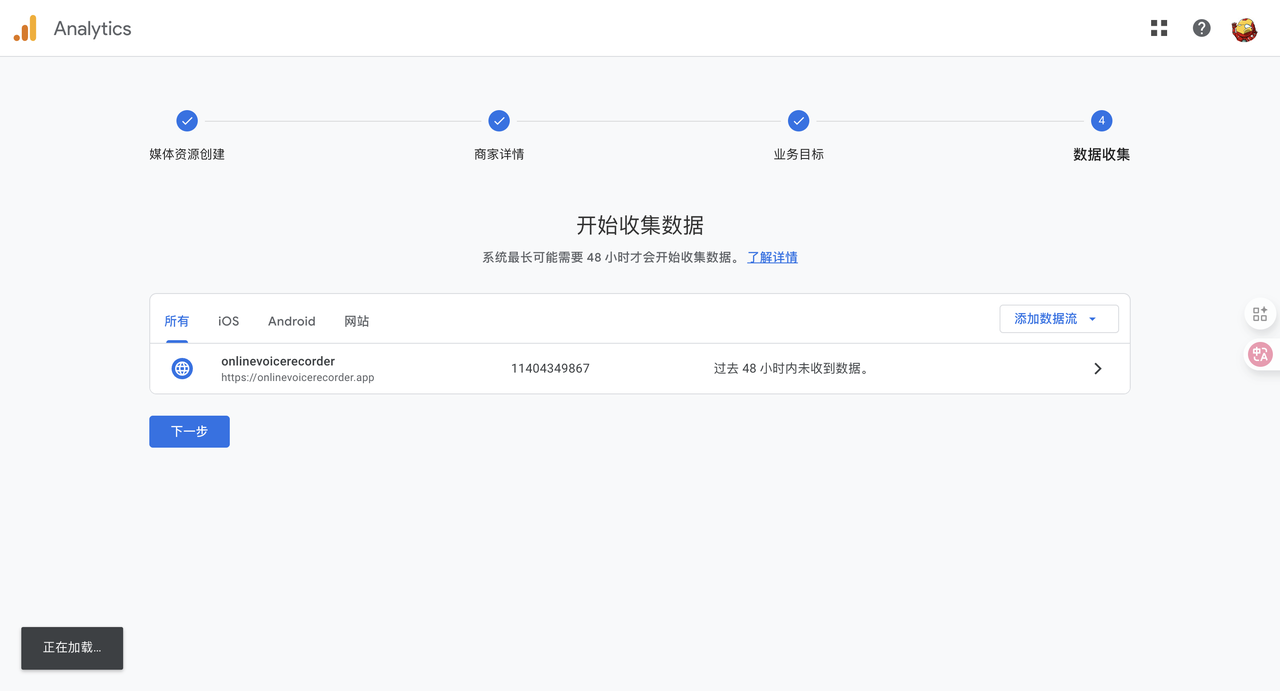 Analytics
4
媒体资源创建
商家详情
业务目标
数据收集
开始收集数据
系统最长可能需要 48 小时才会开始收集数据。 了解详情
所有 iOS Android 网站 添加数据流
onlinevoicerecorder
https://onlinevoicerecorder.app
11404349867
过去 48 小时内未收到数据。
下一步
正在加载...